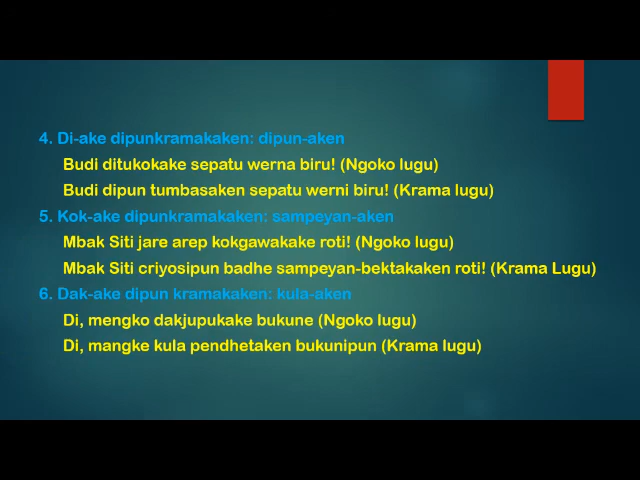 4. Di-ake dipunkramakaken: dipun-aken
Budi ditukokake sepatu werna biru! (Ngoko lugu)
Budi dipun tumbasaken sepatu werni biru! (Krama lugu)
5. Kok-ake dipunkramakaken: sampeyan-aken
Mbak Siti jare arep kokgawakake roti! (Ngoko lugu)
Mbak Siti criyosipun badhe sampeyan-bektakaken roti! (Krama Lugu)
6. Dak-ake dipun kramakaken: kula-aken
Di, mengko dakjupukake bukune (Ngoko lugu)
Di, mangke kula pendhetaken bukunipun (Krama lugu)